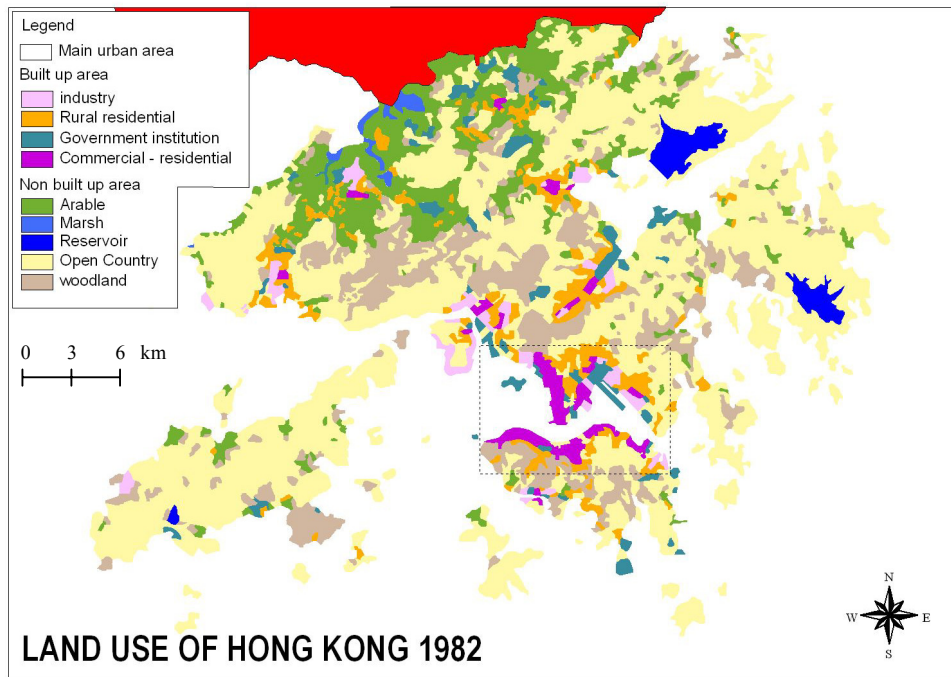 Legend
Main urban area
Built up area
industry
Rural residential
Government institution
Commercial - residential
Non built up area
Arable
Marsh
Reservoir
Open Country
woodland
0 3 6 km
N
W E
S
LAND USE OF HONG KONG 1982